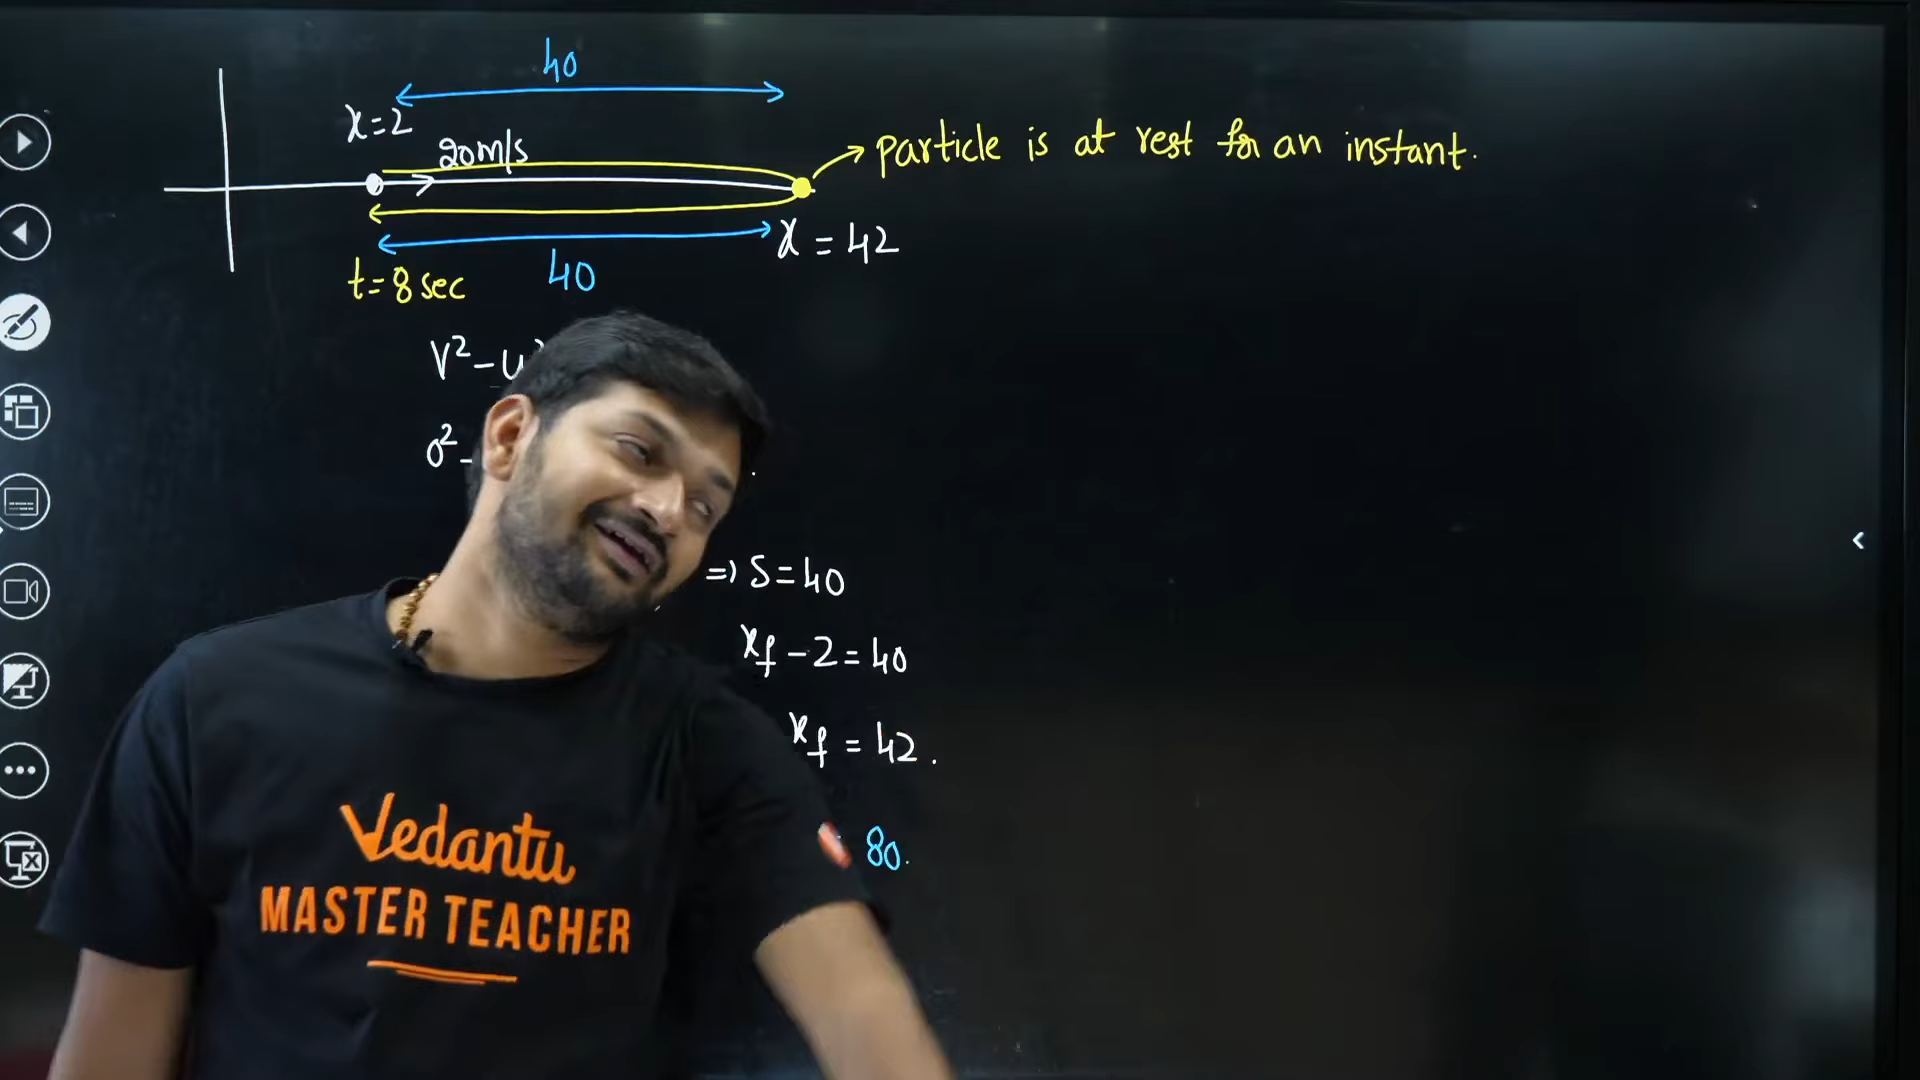 40
x=2
20m/s
particle is at rest for an instant.
x = 42
t=8 sec
40
V²-u
0²-
=> S=40
xf - 2 = 40
xf = 42.
80.
Vedantu
MASTER TEACHER